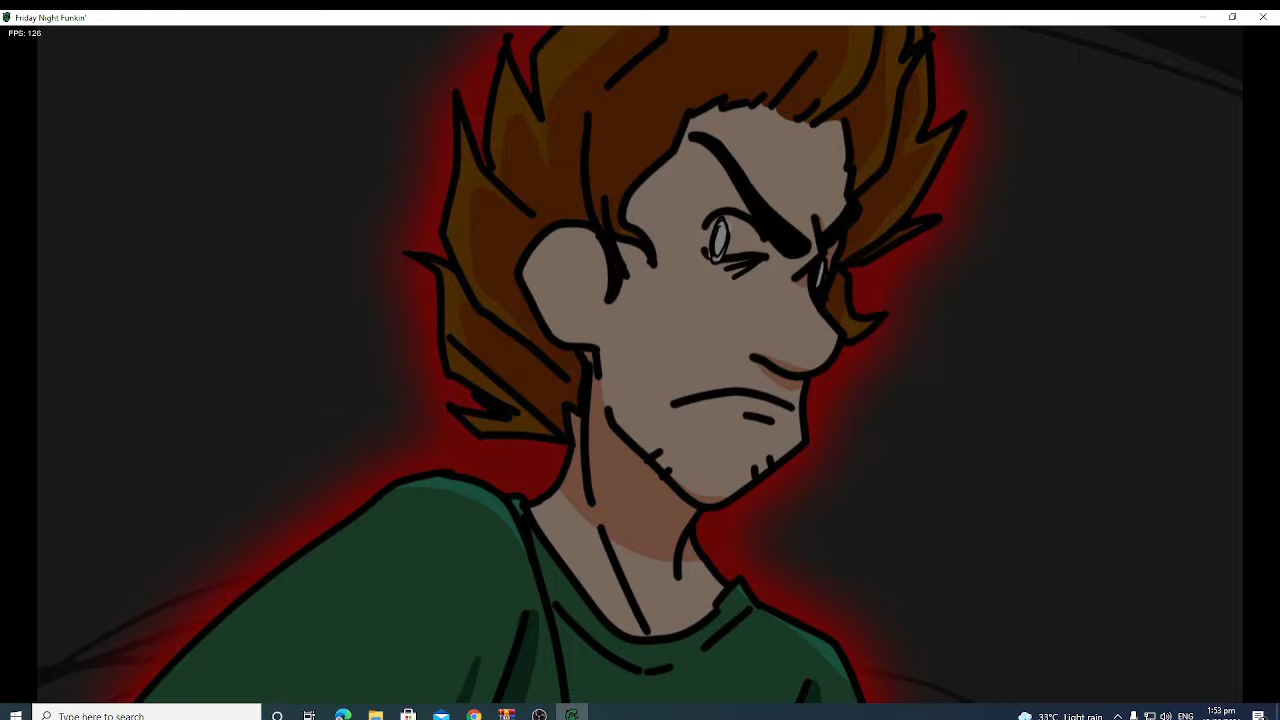 Friday Night Funkin'
FPS: 126
Type here to search
33°C Light rain
ENG
1:53 pm